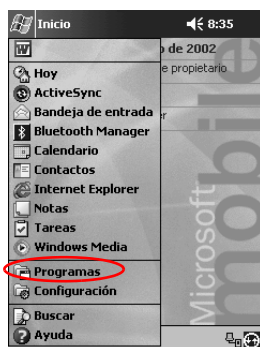 Inicio 8:35
o de 2002
Hoy
e propietario
ActiveSync
Bandeja de entrada
r
Bluetooth Manager
Calendario
Contactos
Internet Explorer
Notas
Tareas
Windows Media
Programas
Configuración
Buscar
Ayuda
Microsoft
mobile